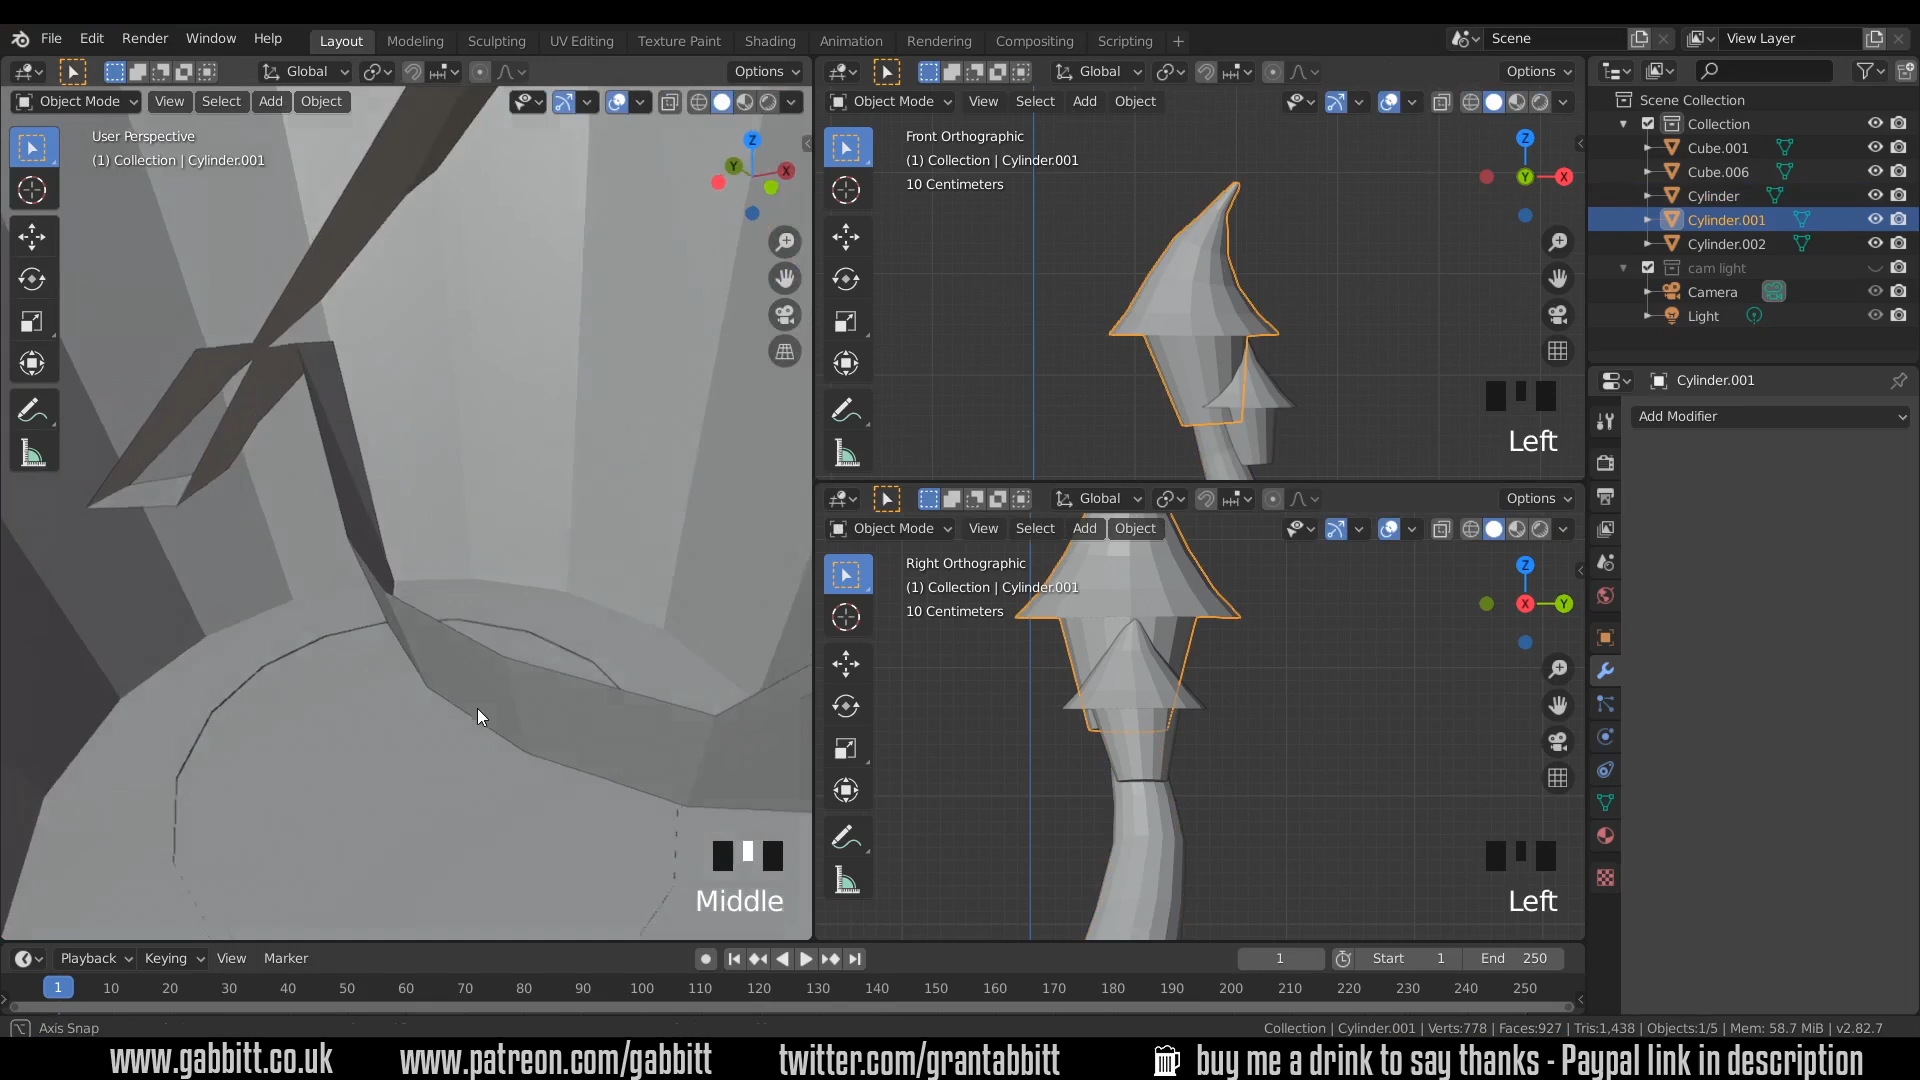 File Edit Render Window Help
Layout Modeling Sculpting UV Editing Texture Paint Shading Animation Rendering Compositing Scripting +
Scene View Layer
Global Options
Object Mode View Select Add Object
User Perspective
(1) Collection | Cylinder.001
Z
Y
X
Middle
Global Options
Object Mode View Select Add Object
Front Orthographic
(1) Collection | Cylinder.001
10 Centimeters
Z
Y
X
Left
Global Options
Object Mode View Select Add Object
Right Orthographic
(1) Collection | Cylinder.001
10 Centimeters
Z
X
Y
Left
Scene Collection
Collection
Cube.001
Cube.006
Cylinder
Cylinder.001
Cylinder.002
cam light
Camera
Light
Cylinder.001
Add Modifier
Playback Keying View Marker
1 Start 1 End 250
1 10 20 30 40 50 60 70 80 90 100 110 120 130 140 150 160 170 180 190 200 210 220 230 240 250
Axis Snap
Collection | Cylinder.001 | Verts:778 | Faces:927 | Tris:1,438 | Objects:1/5 | Mem: 58.7 MiB | v2.82.7
www.gabbitt.co.uk www.patreon.com/gabbitt twitter.com/grantabbitt buy me a drink to say thanks - Paypal link in description